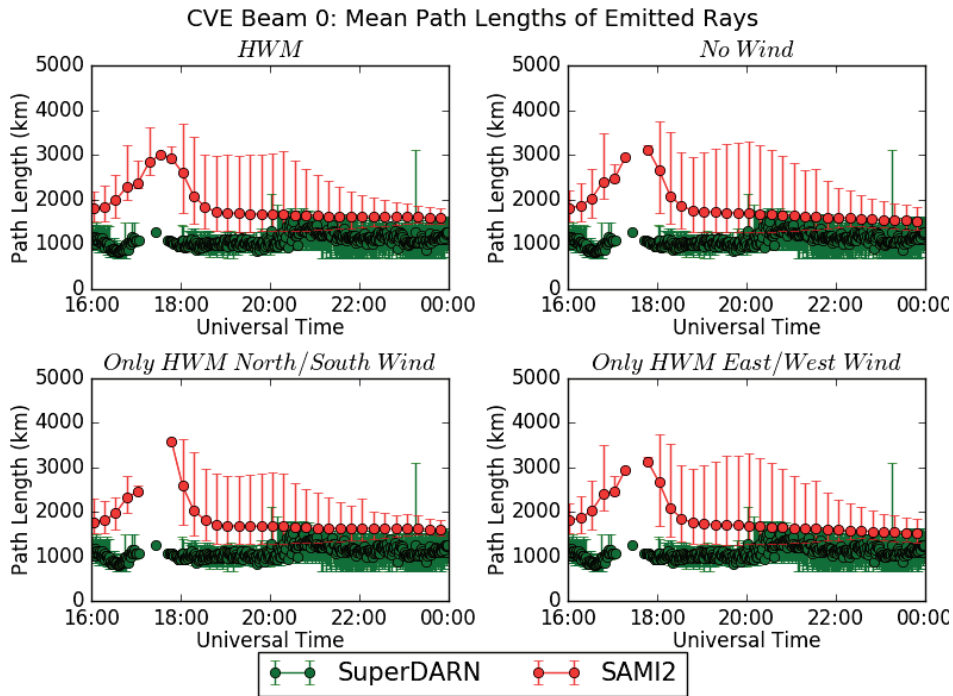 CVE Beam 0: Mean Path Lengths of Emitted Rays
HWM
No Wind
5000
4000
3000
2000
1000
0
Path Length (km)
16:00 18:00 20:00 22:00 00:00
Universal Time
5000
4000
3000
2000
1000
0
Path Length (km)
16:00 18:00 20:00 22:00 00:00
Universal Time
Only HWM North/South Wind
Only HWM East/West Wind
5000
4000
3000
2000
1000
0
Path Length (km)
16:00 18:00 20:00 22:00 00:00
Universal Time
5000
4000
3000
2000
1000
0
Path Length (km)
16:00 18:00 20:00 22:00 00:00
Universal Time
SuperDARN SAMI2